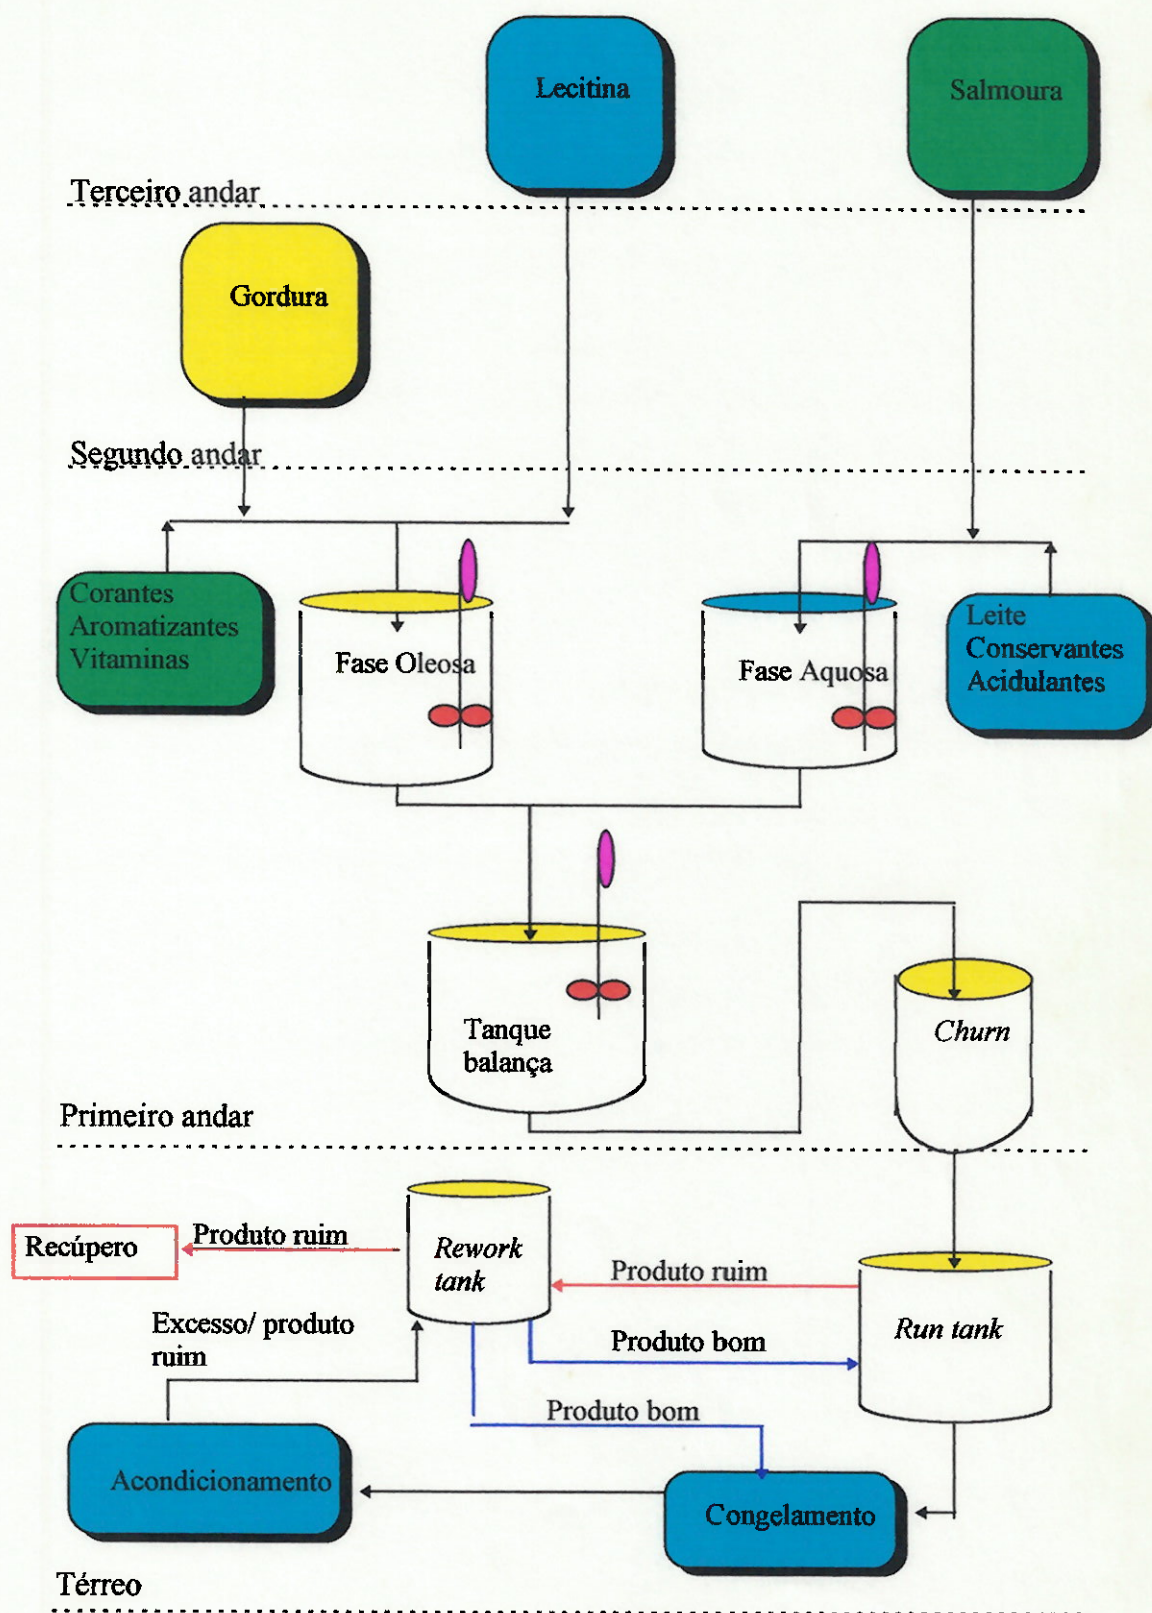 Lecitina
Salmoura
Terceiro andar
Gordura
Segundo andar
Corantes
Aromatizantes
Vitaminas
Fase Oleosa
Fase Aquosa
Leite
Conservantes
Acidulantes
Tanque
balança
Churn
Primeiro andar
Recúpero
Produto ruim
Rework
tank
Produto ruim
Run tank
Excesso/ produto
ruim
Produto bom
Produto bom
Acondicionamento
Congelamento
Térreo